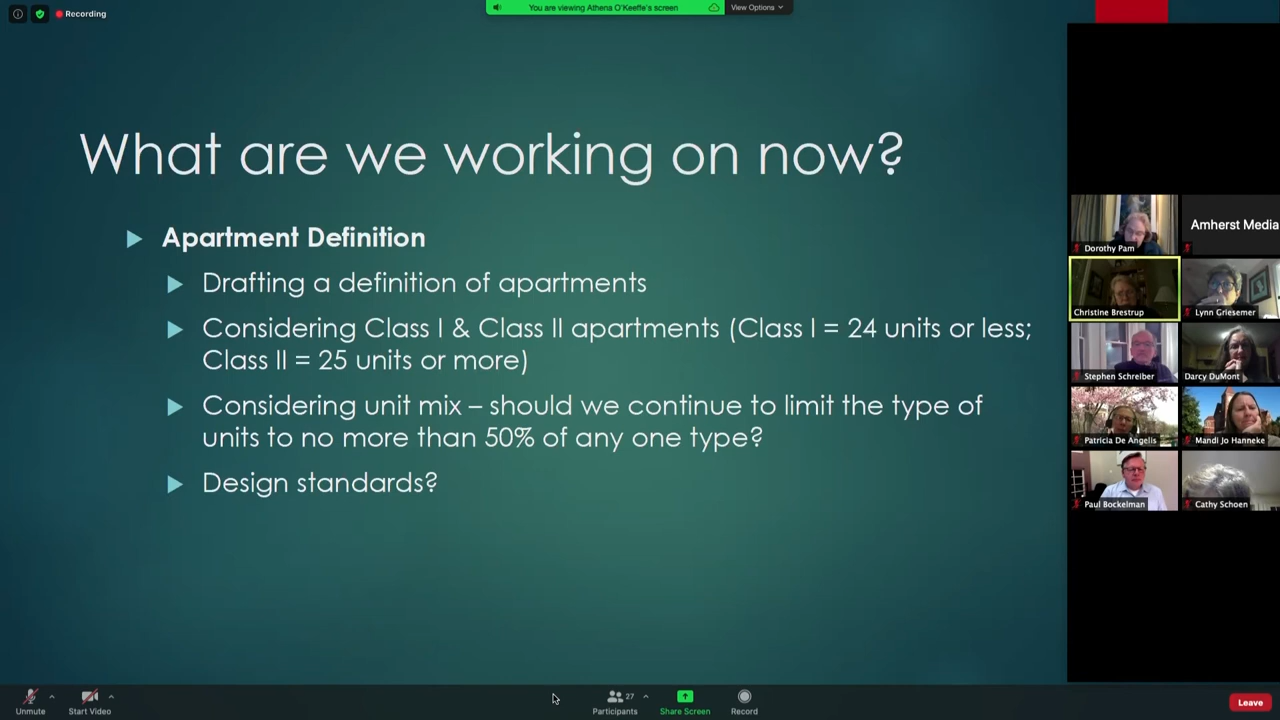 Recording
You are viewing Athena O'Keeffe's screen
View Options
What are we working on now?
Apartment Definition
Drafting a definition of apartments
Considering Class I & Class II apartments (Class I = 24 units or less;
Class II = 25 units or more)
Considering unit mix – should we continue to limit the type of
units to no more than 50% of any one type?
Design standards?
Dorothy Pam
Amherst Media
Christine Brestrup
Lynn Griesemer
Stephen Schreiber
Darcy DuMont
Patricia De Angelis
Mandi Jo Hanneke
Paul Bockelman
Cathy Schoen
Unmute
Start Video
27
Participants
Share Screen
Record
Leave